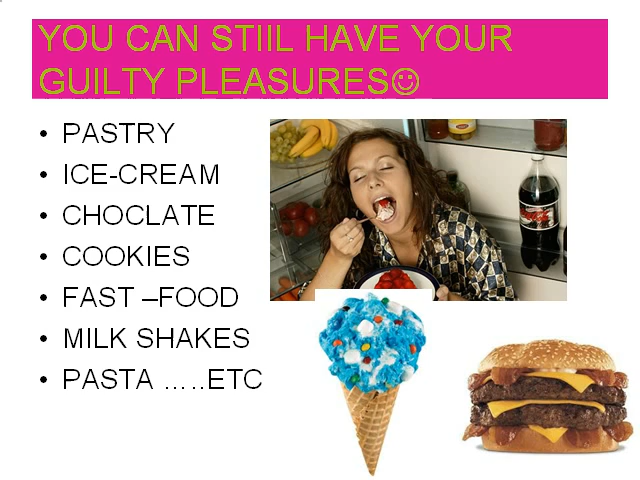 YOU CAN STIIL HAVE YOUR
GUILTY PLEASURES☺
• PASTRY
• ICE-CREAM
• CHOCLATE
• COOKIES
• FAST –FOOD
• MILK SHAKES
• PASTA …..ETC